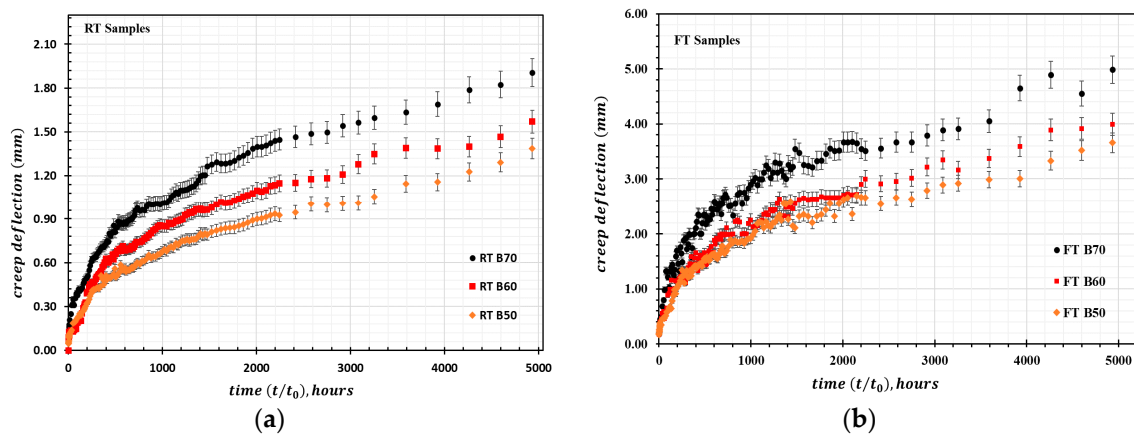 RT Samples
2.10
1.80
1.50
1.20
0.90
0.60
0.30
0.00
creep deflection (mm)
RT B70
RT B60
RT B50
0 1000 2000 3000 4000 5000
time (t/t₀), hours
(a)
FT Samples
6.00
5.00
4.00
3.00
2.00
1.00
0.00
creep deflection (mm)
FT B70
FT B60
FT B50
0 1000 2000 3000 4000 5000
time (t/t₀), hours
(b)